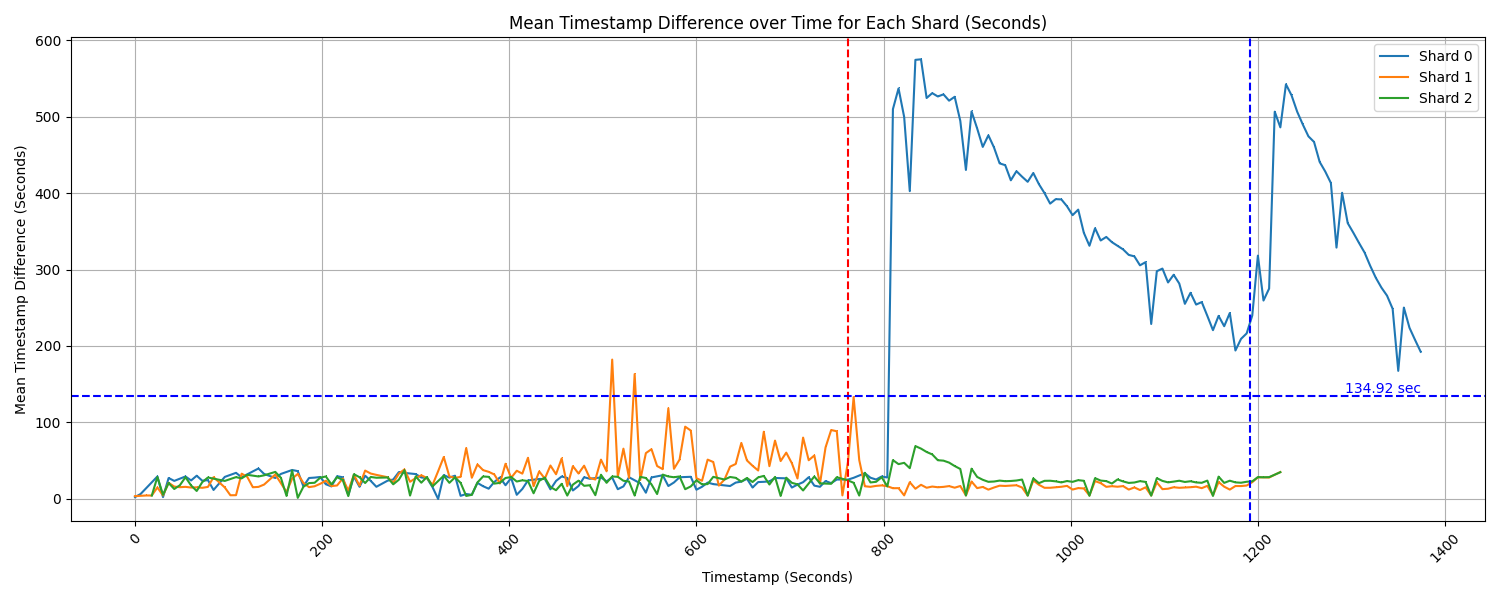 Mean Timestamp Difference over Time for Each Shard (Seconds)
Mean Timestamp Difference (Seconds)
600
500
400
300
200
100
0
Shard 0
Shard 1
Shard 2
134.92 sec
0
200
400
600
800
1000
1200
1400
Timestamp (Seconds)